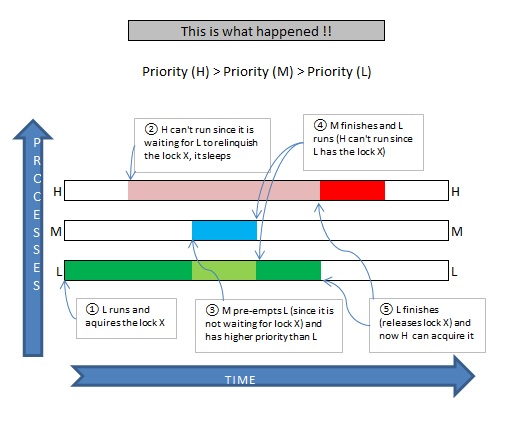 This is what happened !!
Priority (H) > Priority (M) > Priority (L)
② H can't run since it is
waiting for L to relinquish
the lock X, it sleeps
④ M finishes and L
runs (H can't run since
L has the lock X)
PROCESSES
H
H
M
M
L
L
① L runs and
aquires the lock X
③ M pre-empts L (since it is
not waiting for lock X) and
has higher priority than L
⑤ L finishes
(releases lock X) and
now H can acquire it
TIME